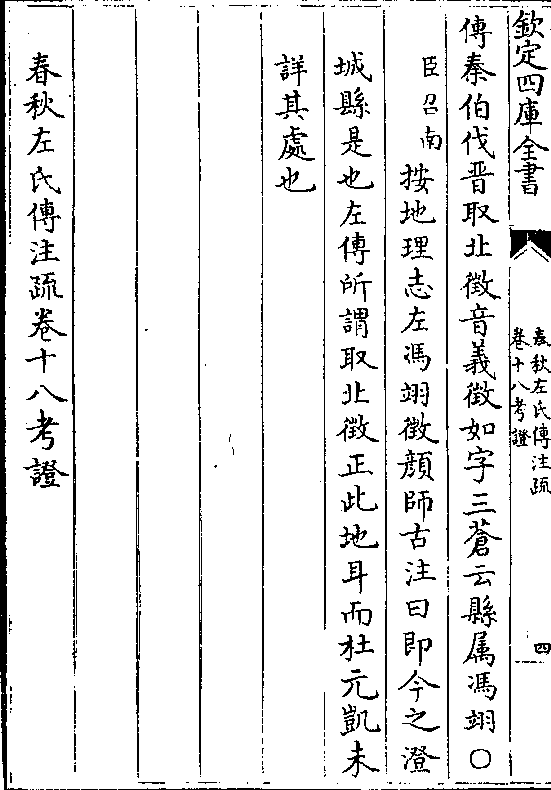 欽定四庫全書
春秋左氏傳注疏
卷十八考證
四
傳秦伯伐晋取北徵音義徵如字三蒼云縣属馮翊○
臣召南按地理志左馮翊徵顔師古注曰即今之澄
城縣是也左傳所謂取北徵正此地耳而杜元凱未
詳其處也
春秋左氏傳注疏卷十八考證